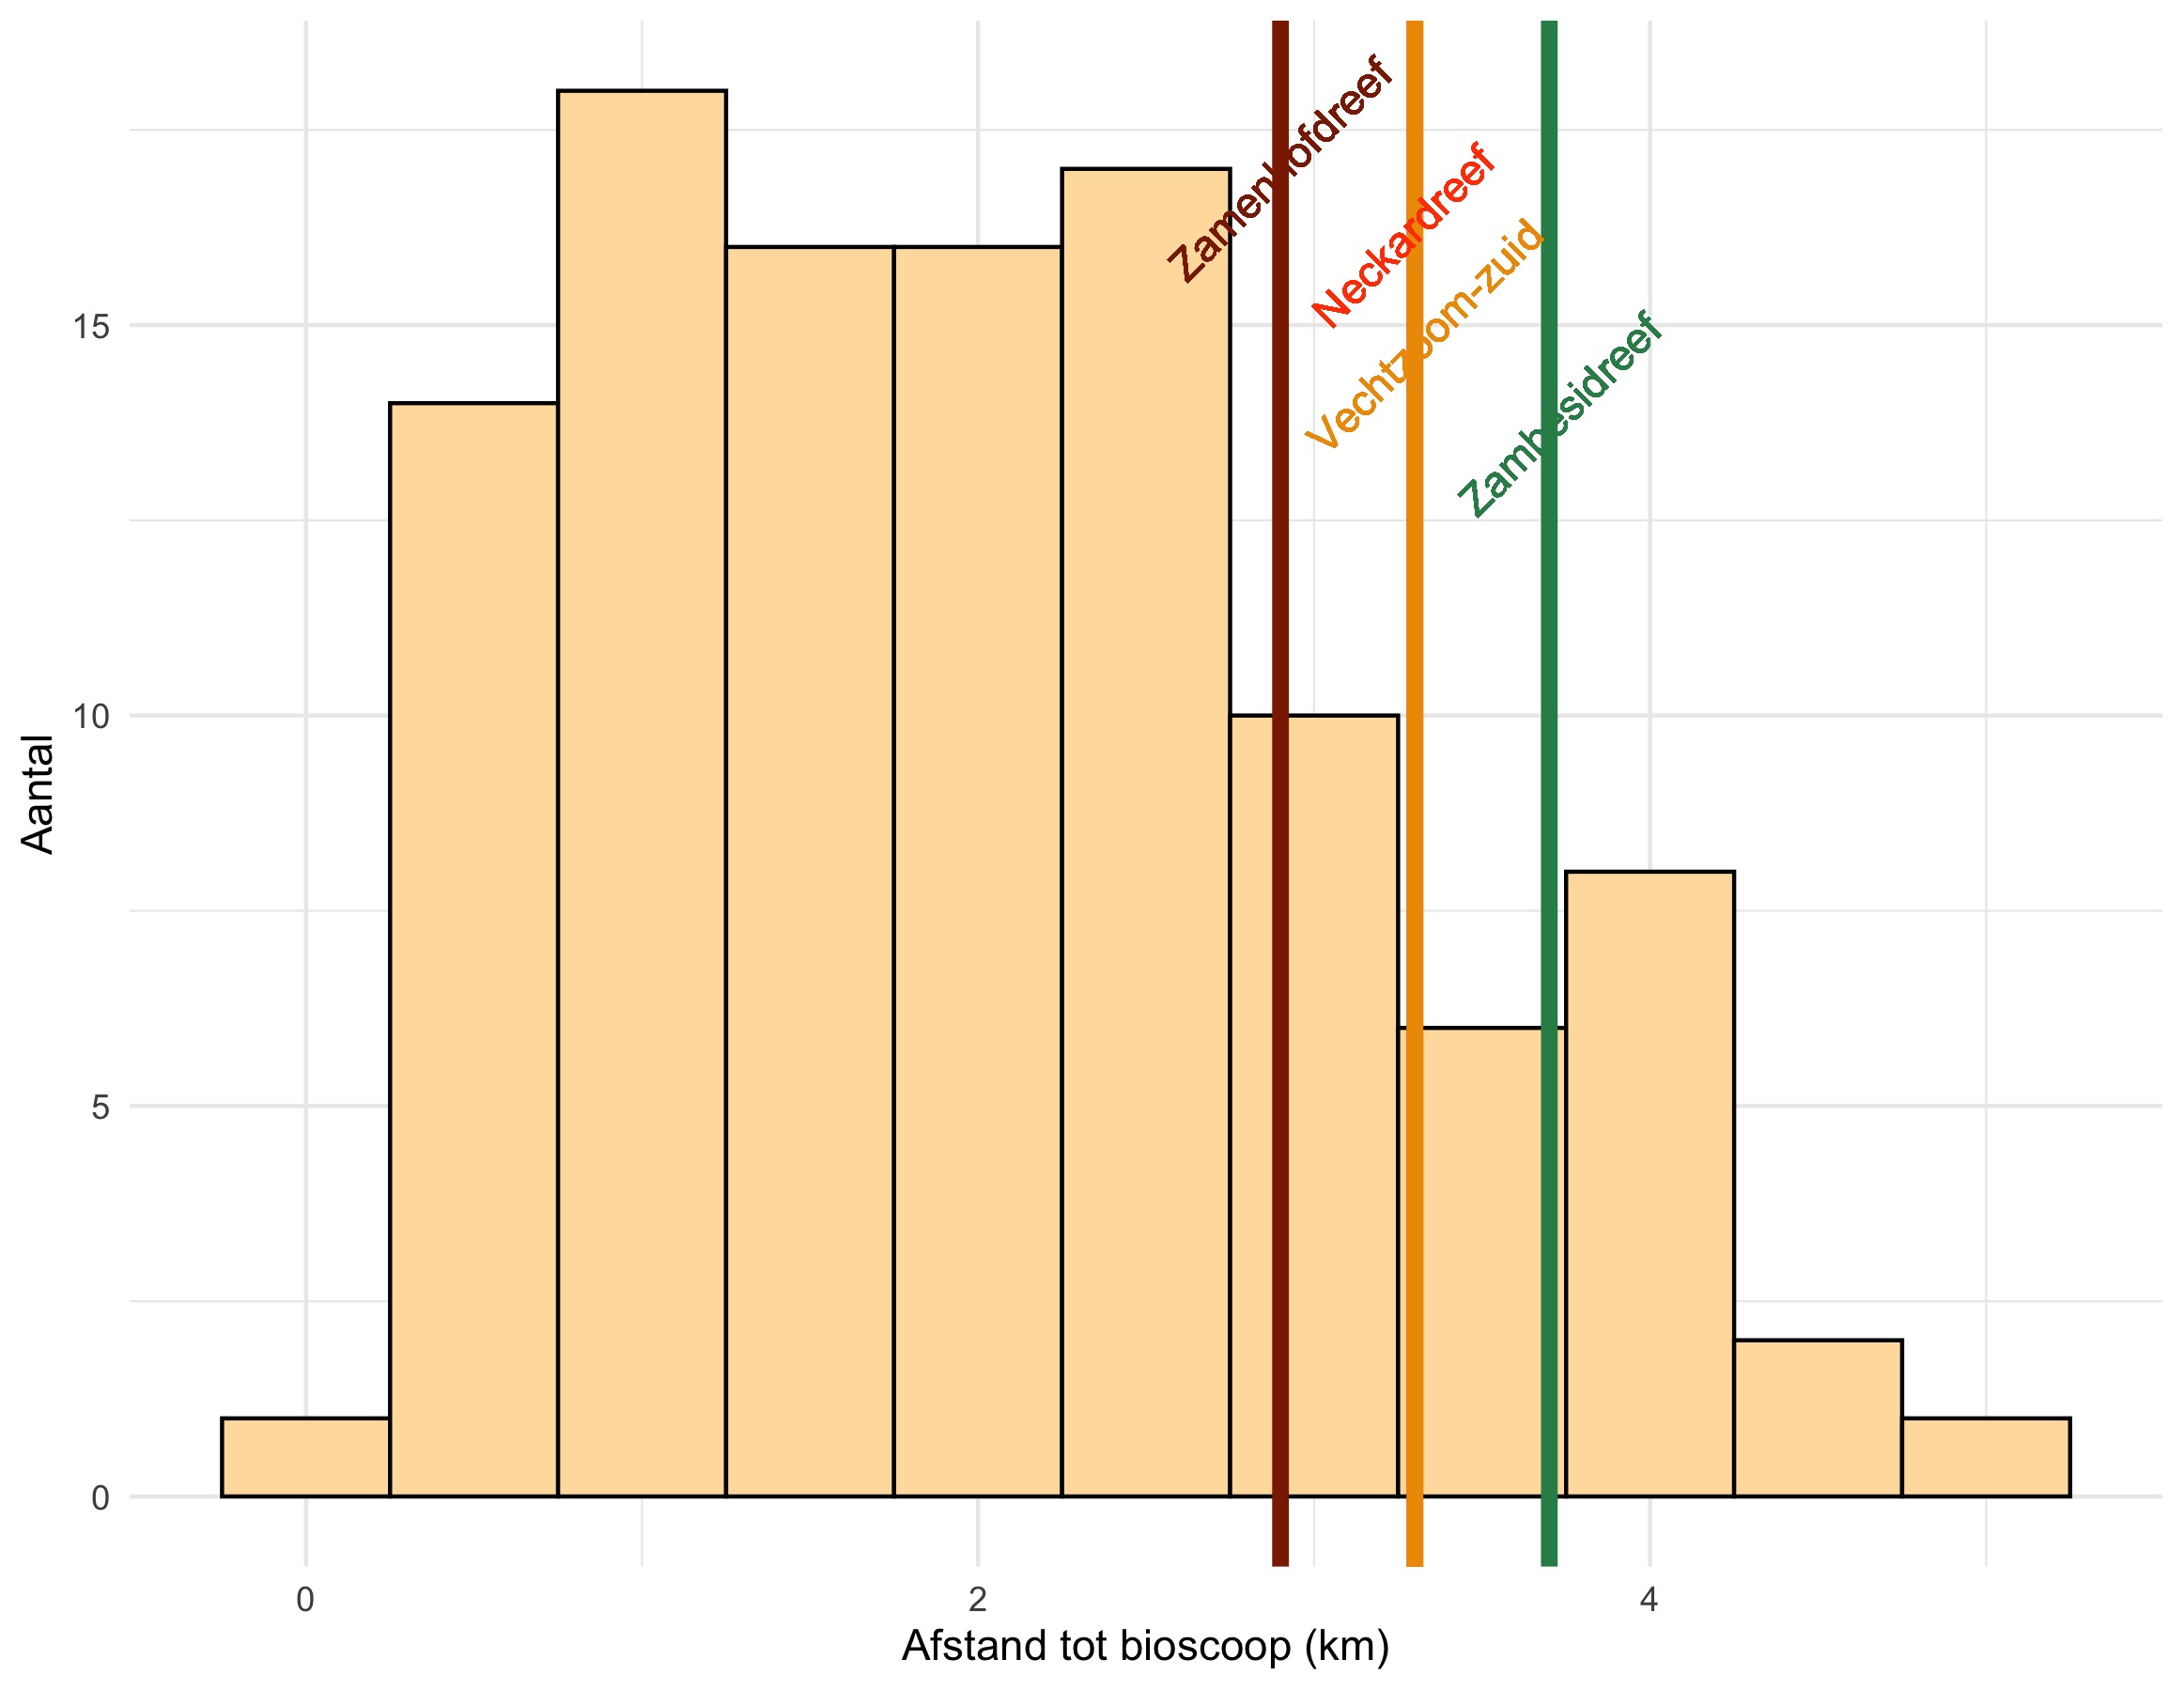 Zamenhofdreef
Neckardreef
Vechtzoom-zuid
Zambesidreef
15
10
5
0
Aantal
0
2
4
Afstand tot bioscoop (km)